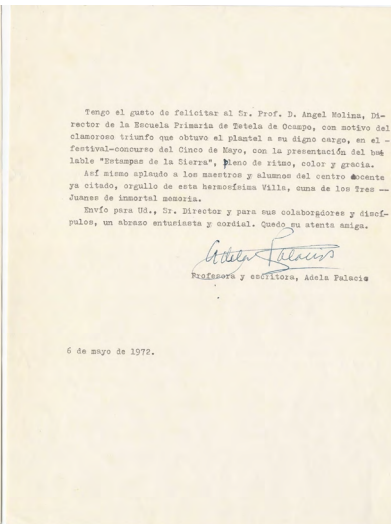 Tengo el gusto de felicitar al Sr. Prof. D. Angel Molina, Di-
rector de la Escuela Primaria de Tetela de Ocampo, con motivo del
clamoroso triunfo que obtuvo el plantel a su digno cargo, en el -
festival-concurso del Cinco de Mayo, con la presentación del bai
lable "Estampas de la Sierra", pleno de ritmo, color y gracia.
Así mismo aplaudo a los maestros y alumnos del centro docente
ya citado, orgullo de esta hermosísima Villa, cuna de los Tres --
Juanes de inmortal memoria.
Envío para Ud., Sr. Director y para sus colaboradores y discí-
pulos, un abrazo entusiasta y cordial. Quedo su atenta amiga.
Adela Palacios
Profesora y escritora, Adela Palacio
6 de mayo de 1972.